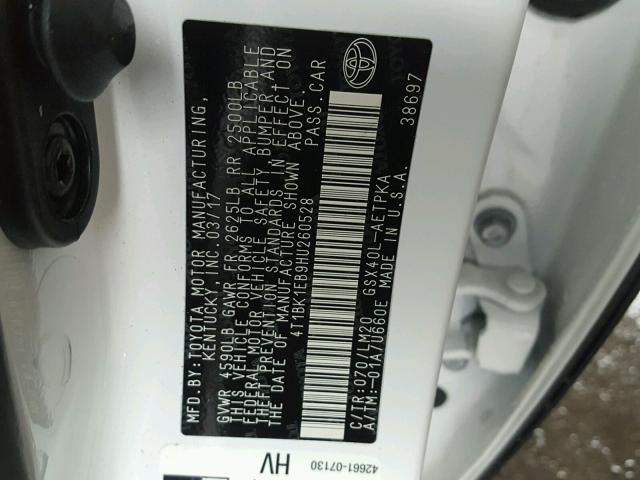 MFD.BY: TOYOTA MOTOR MANUFACTURING,
KENTUCKY, INC. 03/17
GVWR 4590LB GAWR FR 2625LB RR 2500LB
THIS VEHICLE CONFORMS TO ALL APPLICABLE
FEDERAL MOTOR VEHICLE SAFETY, BUMPER, AND
THEFT PREVENTION STANDARDS IN EFFECT ON
THE DATE OF MANUFACTURE SHOWN ABOVE.
4T1BK1EB9HU260528 PASS. CAR
TOYOTA
C/TR:070/LM20 GSX40L-AETPKA
A/TM:-01A/U660E MADE IN U.S.A. 38697
HV 42661-07130